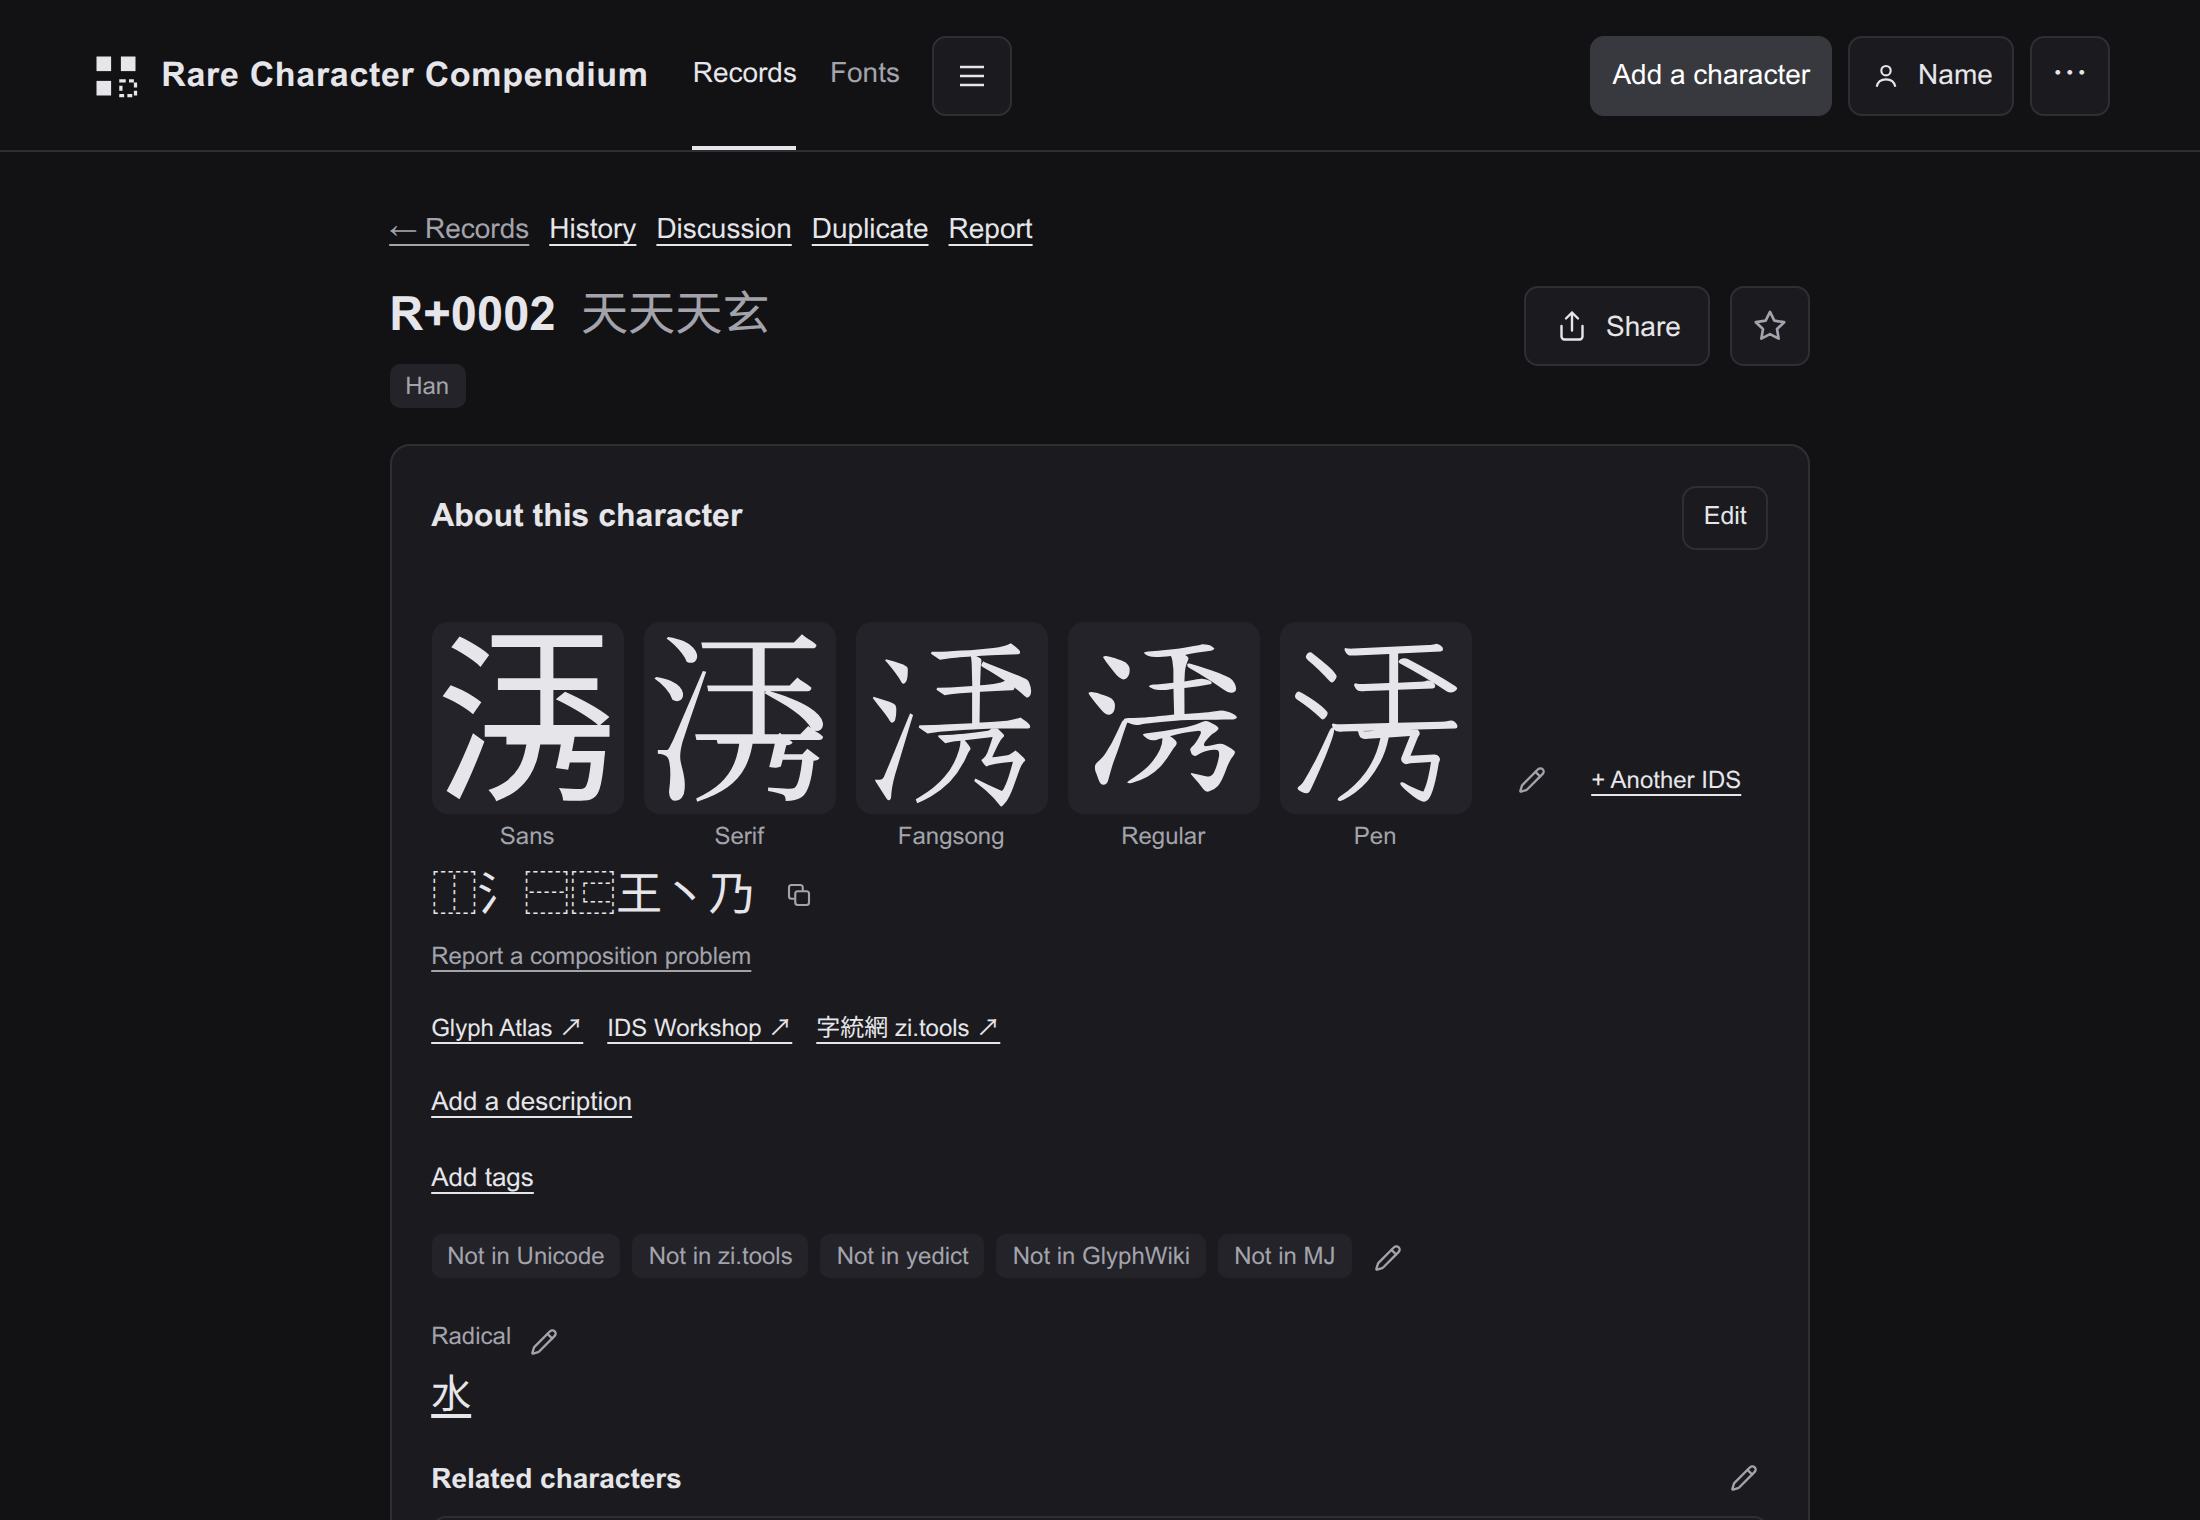 Rare Character Compendium Records Fonts Add a character Name ···
← Records History Discussion Duplicate Report
R+0002 天天天玄
Share
Han
About this character
Edit
+ Another IDS
Sans Serif Fangsong Regular Pen
⿰氵⿱⿼王丶乃
Report a composition problem
Glyph Atlas ↗ IDS Workshop ↗ 字統網 zi.tools ↗
Add a description
Add tags
Not in Unicode Not in zi.tools Not in yedict Not in GlyphWiki Not in MJ
Radical
水
Related characters